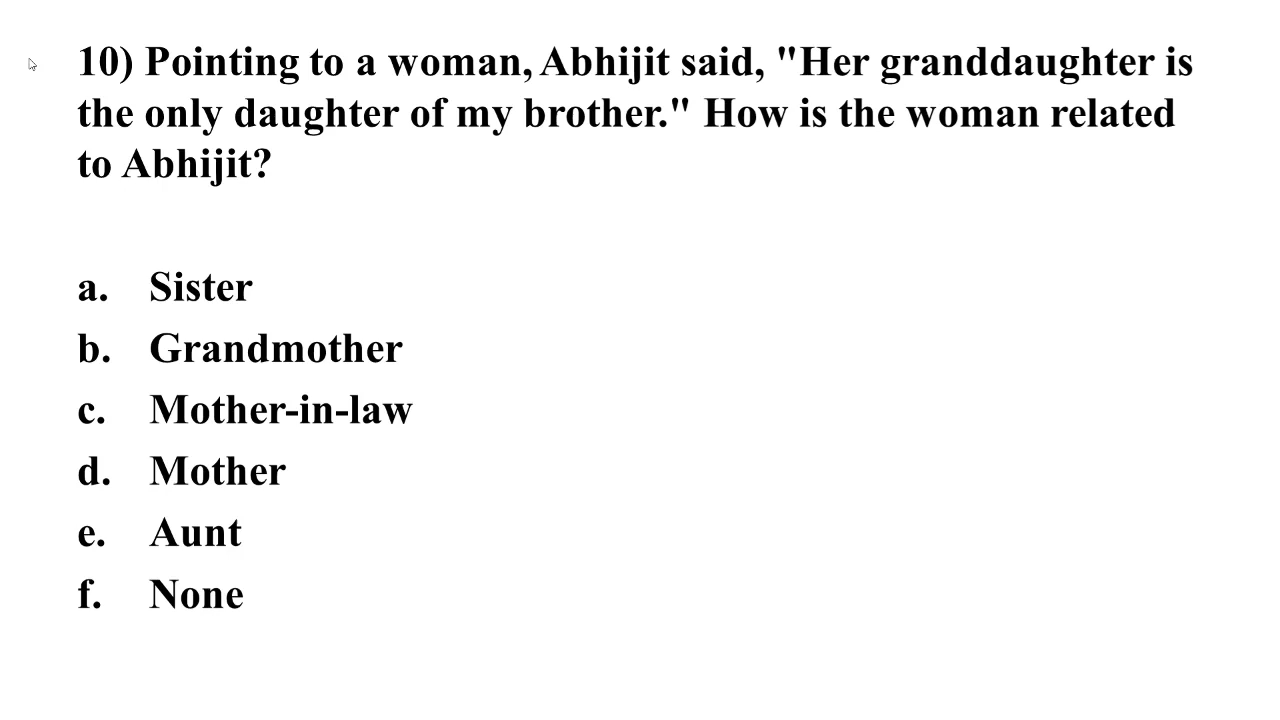 10) Pointing to a woman, Abhijit said, "Her granddaughter is
the only daughter of my brother." How is the woman related
to Abhijit?
a. Sister
b. Grandmother
c. Mother-in-law
d. Mother
e. Aunt
f. None